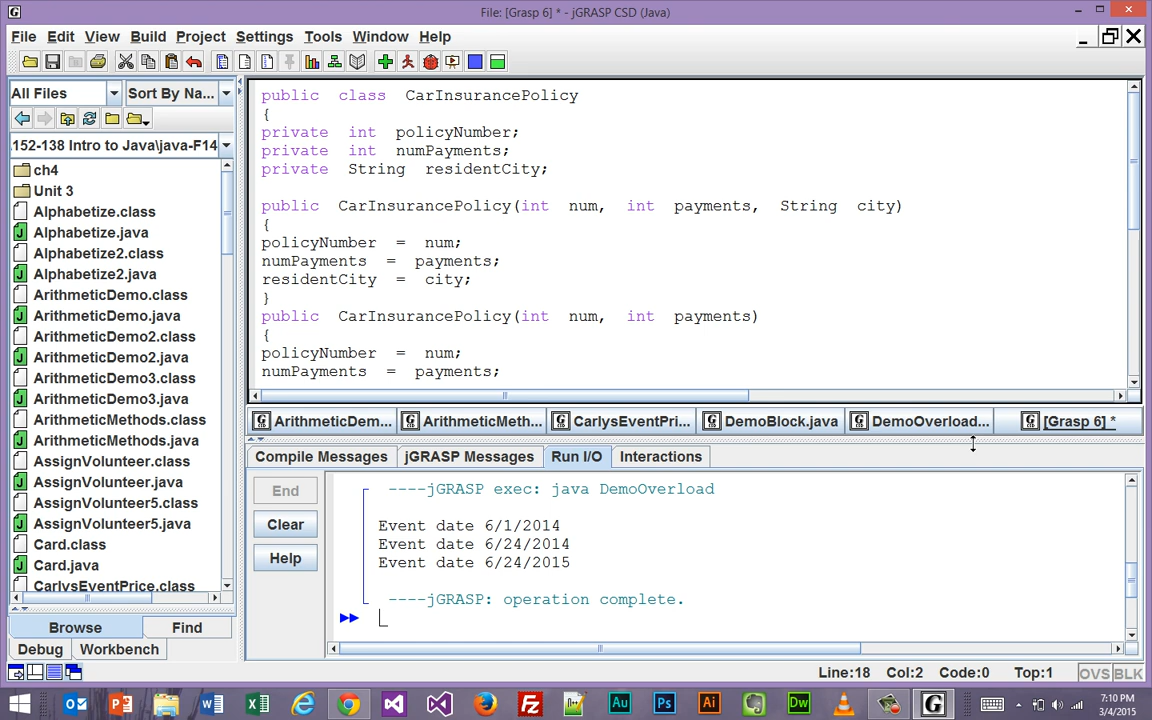 File: [Grasp 6] * - jGRASP CSD (Java)
File Edit View Build Project Settings Tools Window Help
All Files Sort By Na...
.152-138 Intro to Java\java-F14
ch4
Unit 3
Alphabetize.class
Alphabetize.java
Alphabetize2.class
Alphabetize2.java
ArithmeticDemo.class
ArithmeticDemo.java
ArithmeticDemo2.class
ArithmeticDemo2.java
ArithmeticDemo3.class
ArithmeticDemo3.java
ArithmeticMethods.class
ArithmeticMethods.java
AssignVolunteer.class
AssignVolunteer.java
AssignVolunteer5.class
AssignVolunteer5.java
Card.class
Card.java
CarlysEventPrice.class
Browse Find
Debug Workbench
public class CarInsurancePolicy
{
private int policyNumber;
private int numPayments;
private String residentCity;
public CarInsurancePolicy(int num, int payments, String city)
{
policyNumber = num;
numPayments = payments;
residentCity = city;
}
public CarInsurancePolicy(int num, int payments)
{
policyNumber = num;
numPayments = payments;
ArithmeticDem... ArithmeticMeth... CarlysEventPri... DemoBlock.java DemoOverload... [Grasp 6] *
Compile Messages jGRASP Messages Run I/O Interactions
End
Clear
Help
----jGRASP exec: java DemoOverload
Event date 6/1/2014
Event date 6/24/2014
Event date 6/24/2015
----jGRASP: operation complete.
Line:18 Col:2 Code:0 Top:1 OVS BLK
7:10 PM
3/4/2015